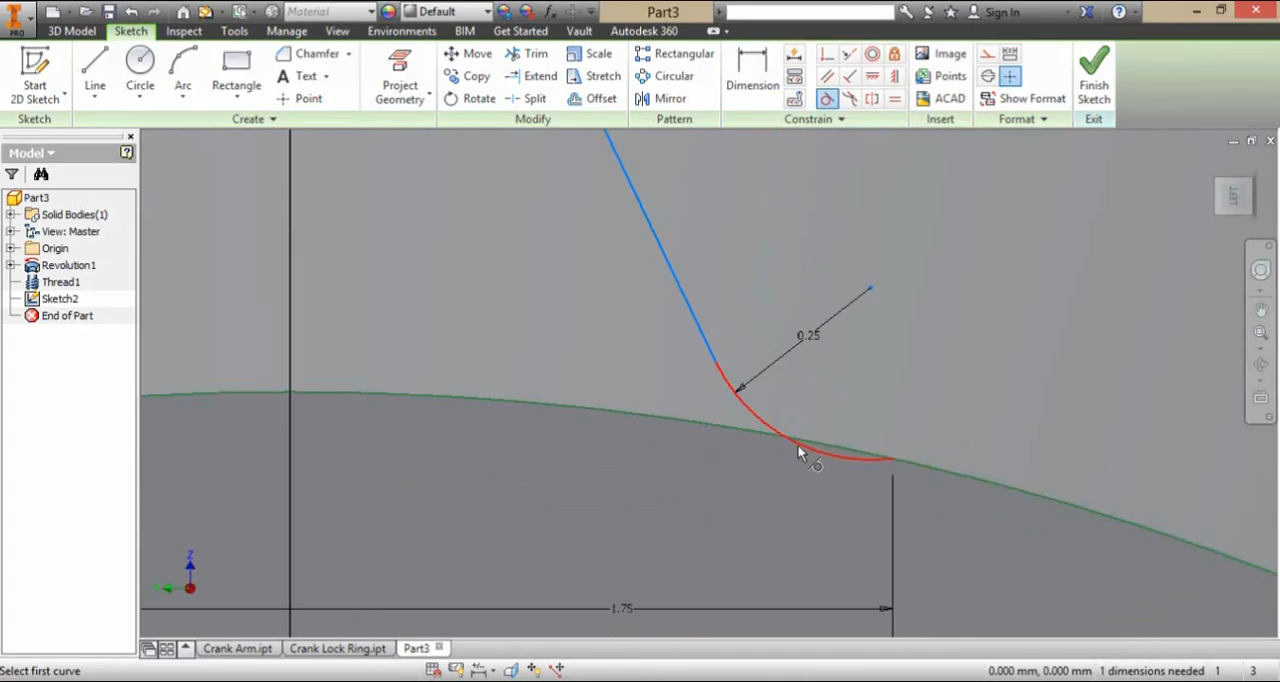 PRO
Material
Default
Part3
Sign In
3D Model Sketch Inspect Tools Manage View Environments BIM Get Started Vault Autodesk 360
Start 2D Sketch
Line
Circle
Arc
Rectangle
Chamfer
Text
Point
Project Geometry
Move
Copy
Rotate
Trim
Extend
Split
Scale
Stretch
Offset
Rectangular
Circular
Mirror
Dimension
Image
Points
ACAD
Show Format
Finish Sketch
Sketch Create Modify Pattern Constrain Insert Format Exit
Model
Part3
Solid Bodies(1)
View: Master
Origin
Revolution1
Thread1
Sketch2
End of Part
LEFT
0.25
Z
1.75
Crank Arm.ipt Crank Lock Ring.ipt Part3
Select first curve
0.000 mm, 0.000 mm 1 dimensions needed 1 3